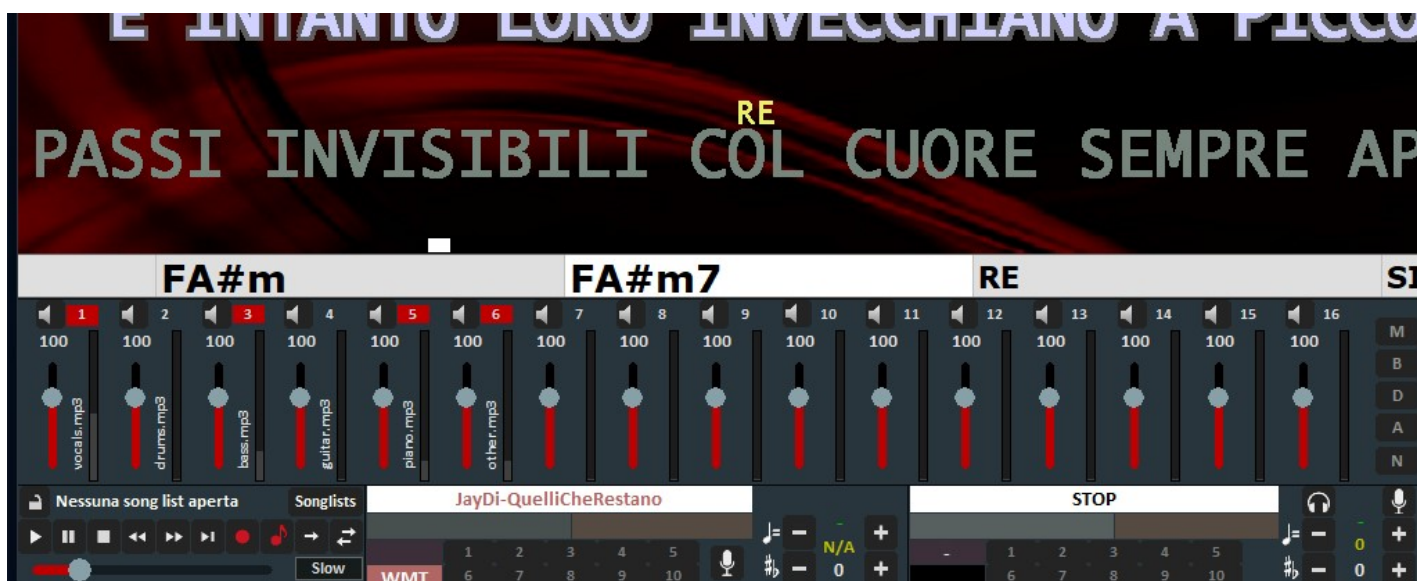 E INTANTO LORO INVECCHIANO A PICCO
RE
PASSI INVISIBILI COL CUORE SEMPRE AP
FA#m FA#m7 RE SI
1 2 3 4 5 6 7 8 9 10 11 12 13 14 15 16
100 100 100 100 100 100 100 100 100 100 100 100 100 100 100 100
M
B
D
A
N
vocals.mp3 drums.mp3 bass.mp3 guitar.mp3 piano.mp3 other.mp3
Nessuna song list aperta Songlists JayDi-QuelliCheRestano STOP
♩= − - N/A + ♩= − - 0 +
1 2 3 4 5 - 1 2 3 4 5
Slow WMT 6 7 8 9 10 #♭ − 0 + 6 7 8 9 10 #♭ − 0 +